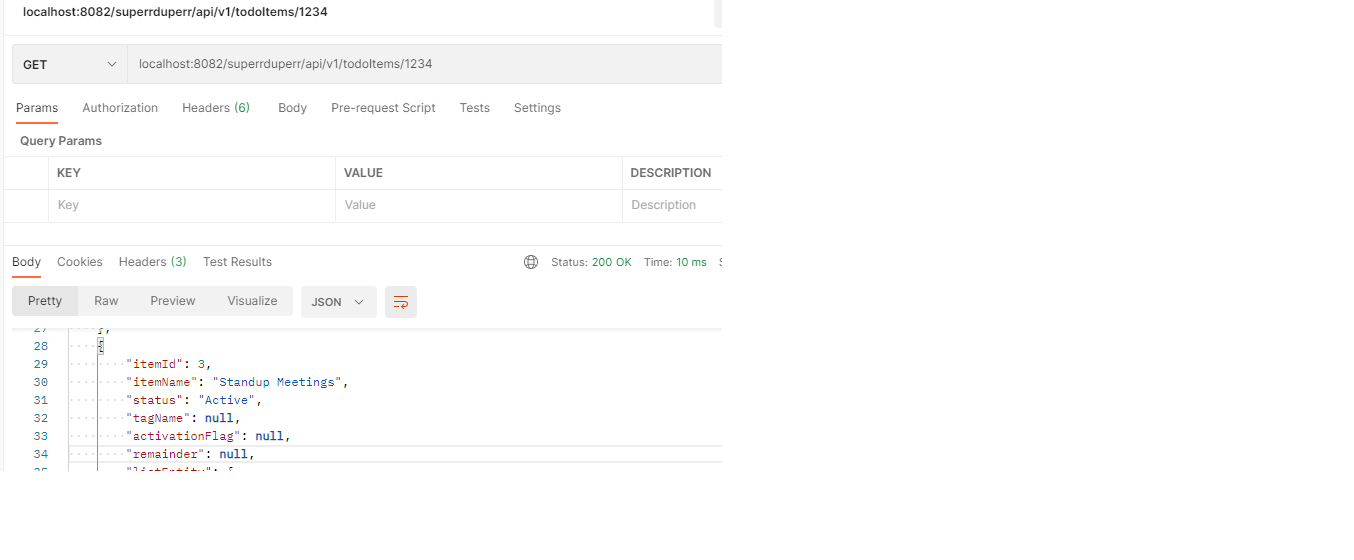 localhost:8082/superrduperr/api/v1/todoItems/1234
GET localhost:8082/superrduperr/api/v1/todoItems/1234
Params Authorization Headers (6) Body Pre-request Script Tests Settings
Query Params
KEY VALUE DESCRIPTION
Key Value Description
Body Cookies Headers (3) Test Results Status: 200 OK Time: 10 ms
Pretty Raw Preview Visualize JSON
27 },
28 {
29 "itemId": 3,
30 "itemName": "Standup Meetings",
31 "status": "Active",
32 "tagName": null,
33 "activationFlag": null,
34 "remainder": null,
35 "listEntity": [